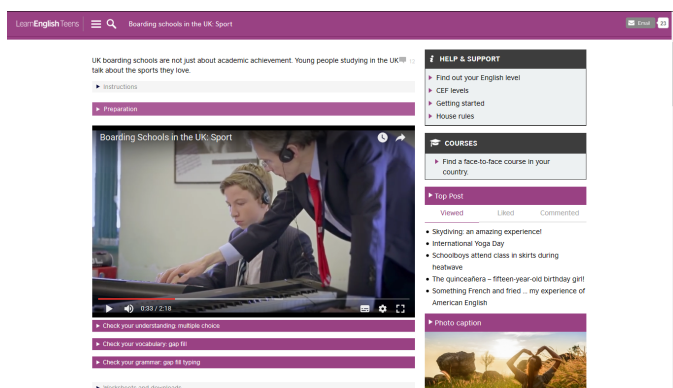 LearnEnglish Teens
Boarding schools in the UK: Sport
Email
23
UK boarding schools are not just about academic achievement. Young people studying in the UK
talk about the sports they love.
Instructions
Preparation
Boarding Schools in the UK: Sport
0:33 / 2:18
Check your understanding: multiple choice
Check your vocabulary: gap fill
Check your grammar: gap fill typing
Worksheets and downloads
i HELP & SUPPORT
Find out your English level
CEF levels
Getting started
House rules
COURSES
Find a face-to-face course in your
country.
Top Post
Viewed Liked Commented
Skydiving: an amazing experience!
International Yoga Day
Schoolboys attend class in skirts during
heatwave
The quinceañera – fifteen-year-old birthday girl!
Something French and fried ... my experience of
American English
Photo caption